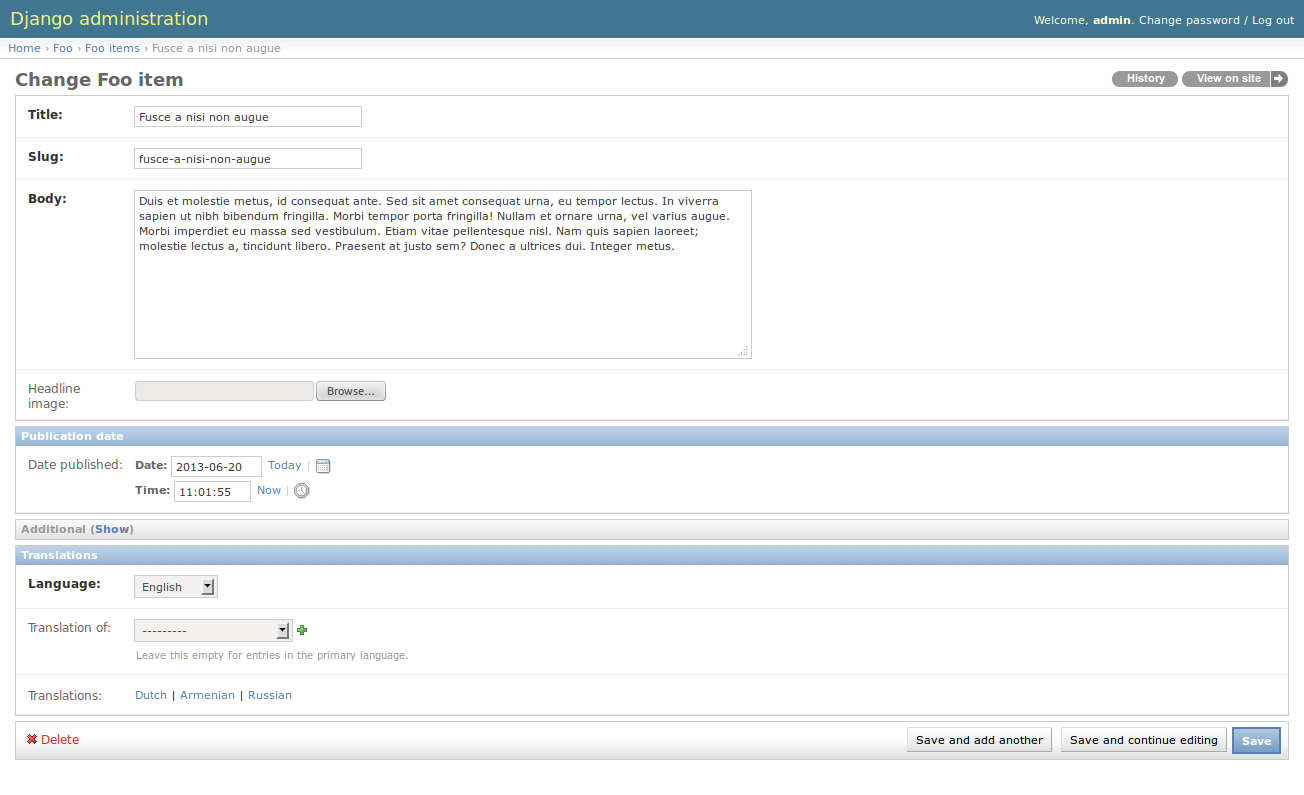 Django administration
Welcome, admin. Change password / Log out
Home › Foo › Foo items › Fusce a nisi non augue
Change Foo item
History
View on site
Title:
Fusce a nisi non augue
Slug:
fusce-a-nisi-non-augue
Body:
Duis et molestie metus, id consequat ante. Sed sit amet consequat urna, eu tempor lectus. In viverra
sapien ut nibh bibendum fringilla. Morbi tempor porta fringilla! Nullam et ornare urna, vel varius augue.
Morbi imperdiet eu massa sed vestibulum. Etiam vitae pellentesque nisl. Nam quis sapien laoreet;
molestie lectus a, tincidunt libero. Praesent at justo sem? Donec a ultrices dui. Integer metus.
Headline
image:
Browse...
Publication date
Date published:
Date: 2013-06-20 Today |
Time: 11:01:55 Now |
Additional (Show)
Translations
Language:
English
Translation of:
---------
Leave this empty for entries in the primary language.
Translations:
Dutch | Armenian | Russian
Delete
Save and add another
Save and continue editing
Save